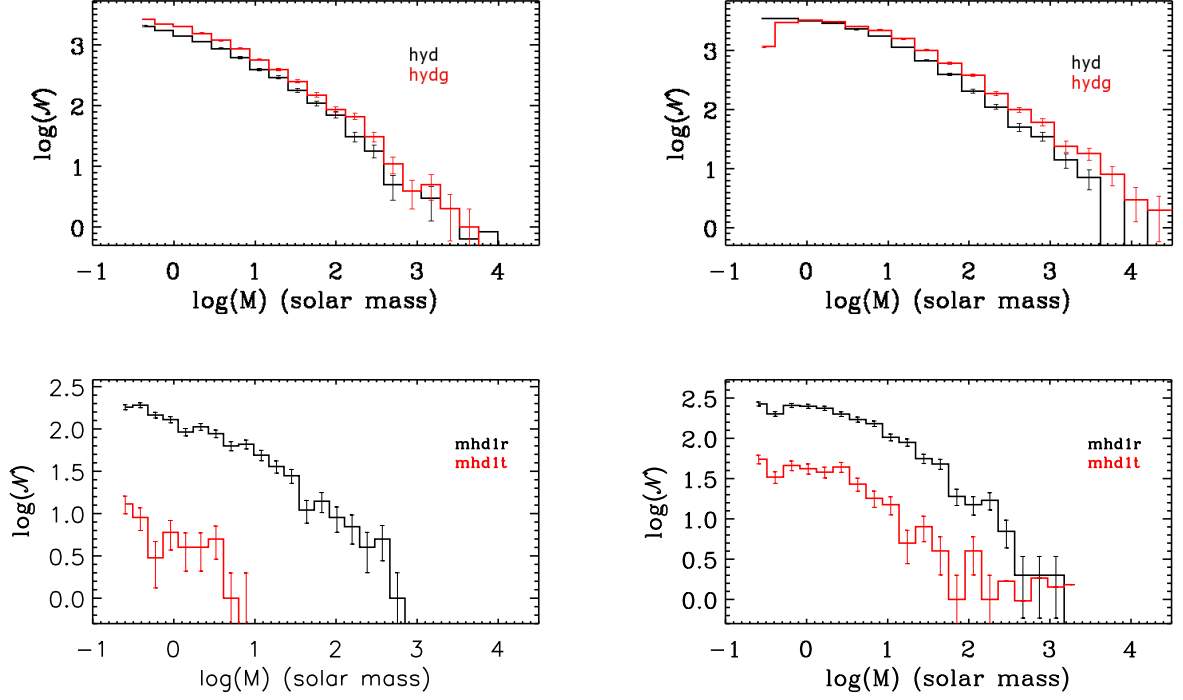 log(𝒩)
3
2
1
0
hyd
hydg
−1 0 1 2 3 4
log(M) (solar mass)
log(𝒩)
3
2
1
0
hyd
hydg
−1 0 1 2 3 4
log(M) (solar mass)
log(𝒩)
2.5
2.0
1.5
1.0
0.5
0.0
mhd1r
mhd1t
−1 0 1 2 3 4
log(M) (solar mass)
log(𝒩)
2.5
2.0
1.5
1.0
0.5
0.0
mhd1r
mhd1t
−1 0 1 2 3 4
log(M) (solar mass)